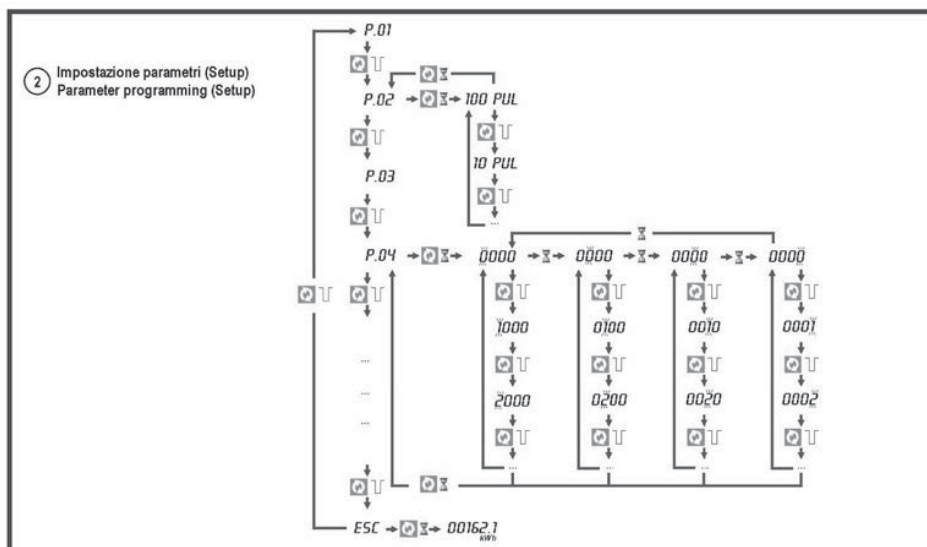 P.01
2
Impostazione parametri (Setup)
Parameter programming (Setup)
P.02
100 PUL
10 PUL
...
P.03
P.04
0000 0000 0000 0000
1000 0100 0010 0001
...
2000 0200 0020 0002
...
...
... ... ... ...
ESC
00162.1
kWh